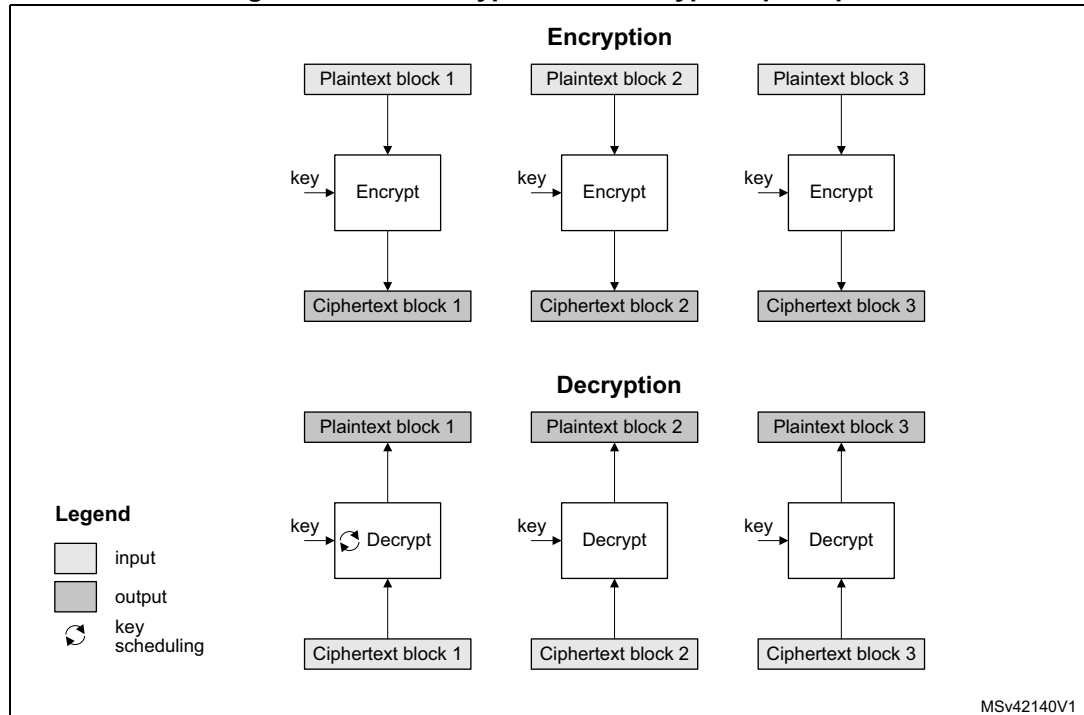 Encryption
Plaintext block 1 Plaintext block 2 Plaintext block 3
key Encrypt key Encrypt key Encrypt
Ciphertext block 1 Ciphertext block 2 Ciphertext block 3
Decryption
Plaintext block 1 Plaintext block 2 Plaintext block 3
key Decrypt key Decrypt key Decrypt
Ciphertext block 1 Ciphertext block 2 Ciphertext block 3
Legend
input
output
key
scheduling
MSv42140V1